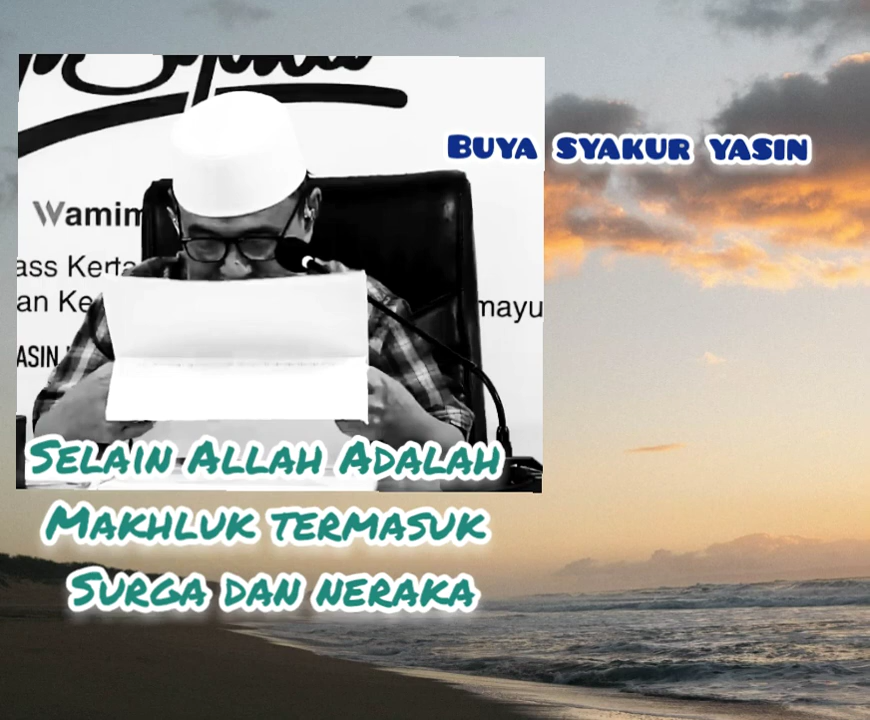 Buya syakur yasin
Wamim
ass Kerta
an Ke
mayu
ASIN
Selain Allah Adalah
Makhluk termasuk
Surga dan neraka